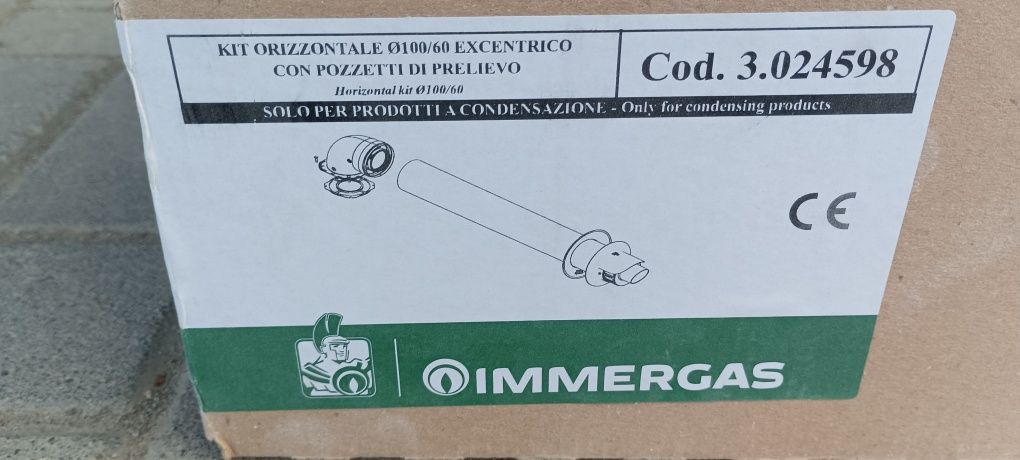 KIT ORIZZONTALE Ø100/60 EXCENTRICO
CON POZZETTI DI PRELIEVO
Horizontal kit Ø100/60
Cod. 3.024598
SOLO PER PRODOTTI A CONDENSAZIONE - Only for condensing products
CE
IMMERGAS